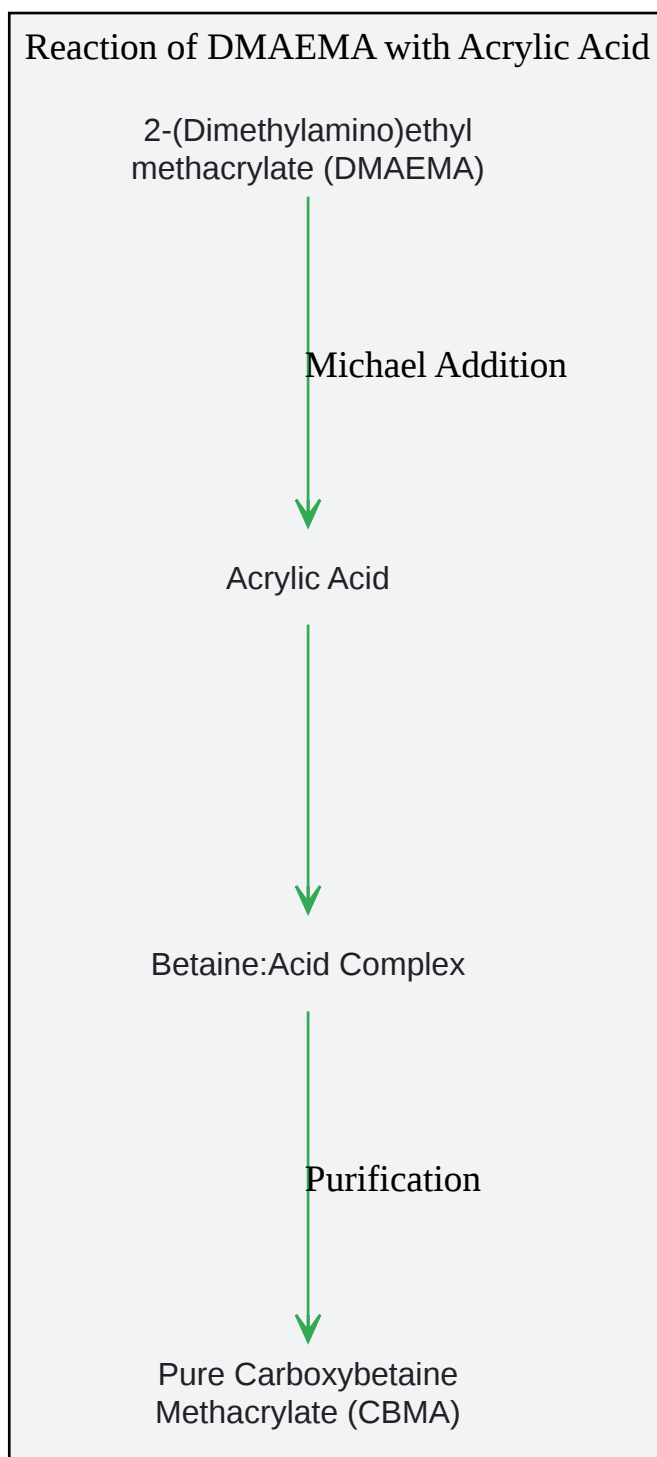 Reaction of DMAEMA with Acrylic Acid
2-(Dimethylamino)ethyl
methacrylate (DMAEMA)
Michael Addition
Acrylic Acid
Betaine:Acid Complex
Purification
Pure Carboxybetaine
Methacrylate (CBMA)